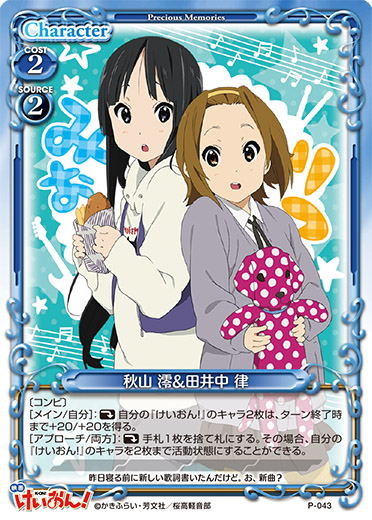 Precious Memories
Character
COST
2
SOURCE
2
みお
りつ
秋山 澪&田井中 律
[コンビ]
[メイン/自分]: 自分の「けいおん!」のキャラ2枚は、ターン終了時
まで+20/+20を得る。
[アプローチ/両方]: 手札1枚を捨て札にする。その場合、自分の
「けいおん!」のキャラを2枚まで活動状態にすることができる。
昨日寝る前に新しい歌詞書いたんだけど。お、新曲?
映画
けいおん!
©かきふらい・芳文社/桜高軽音部
P-043